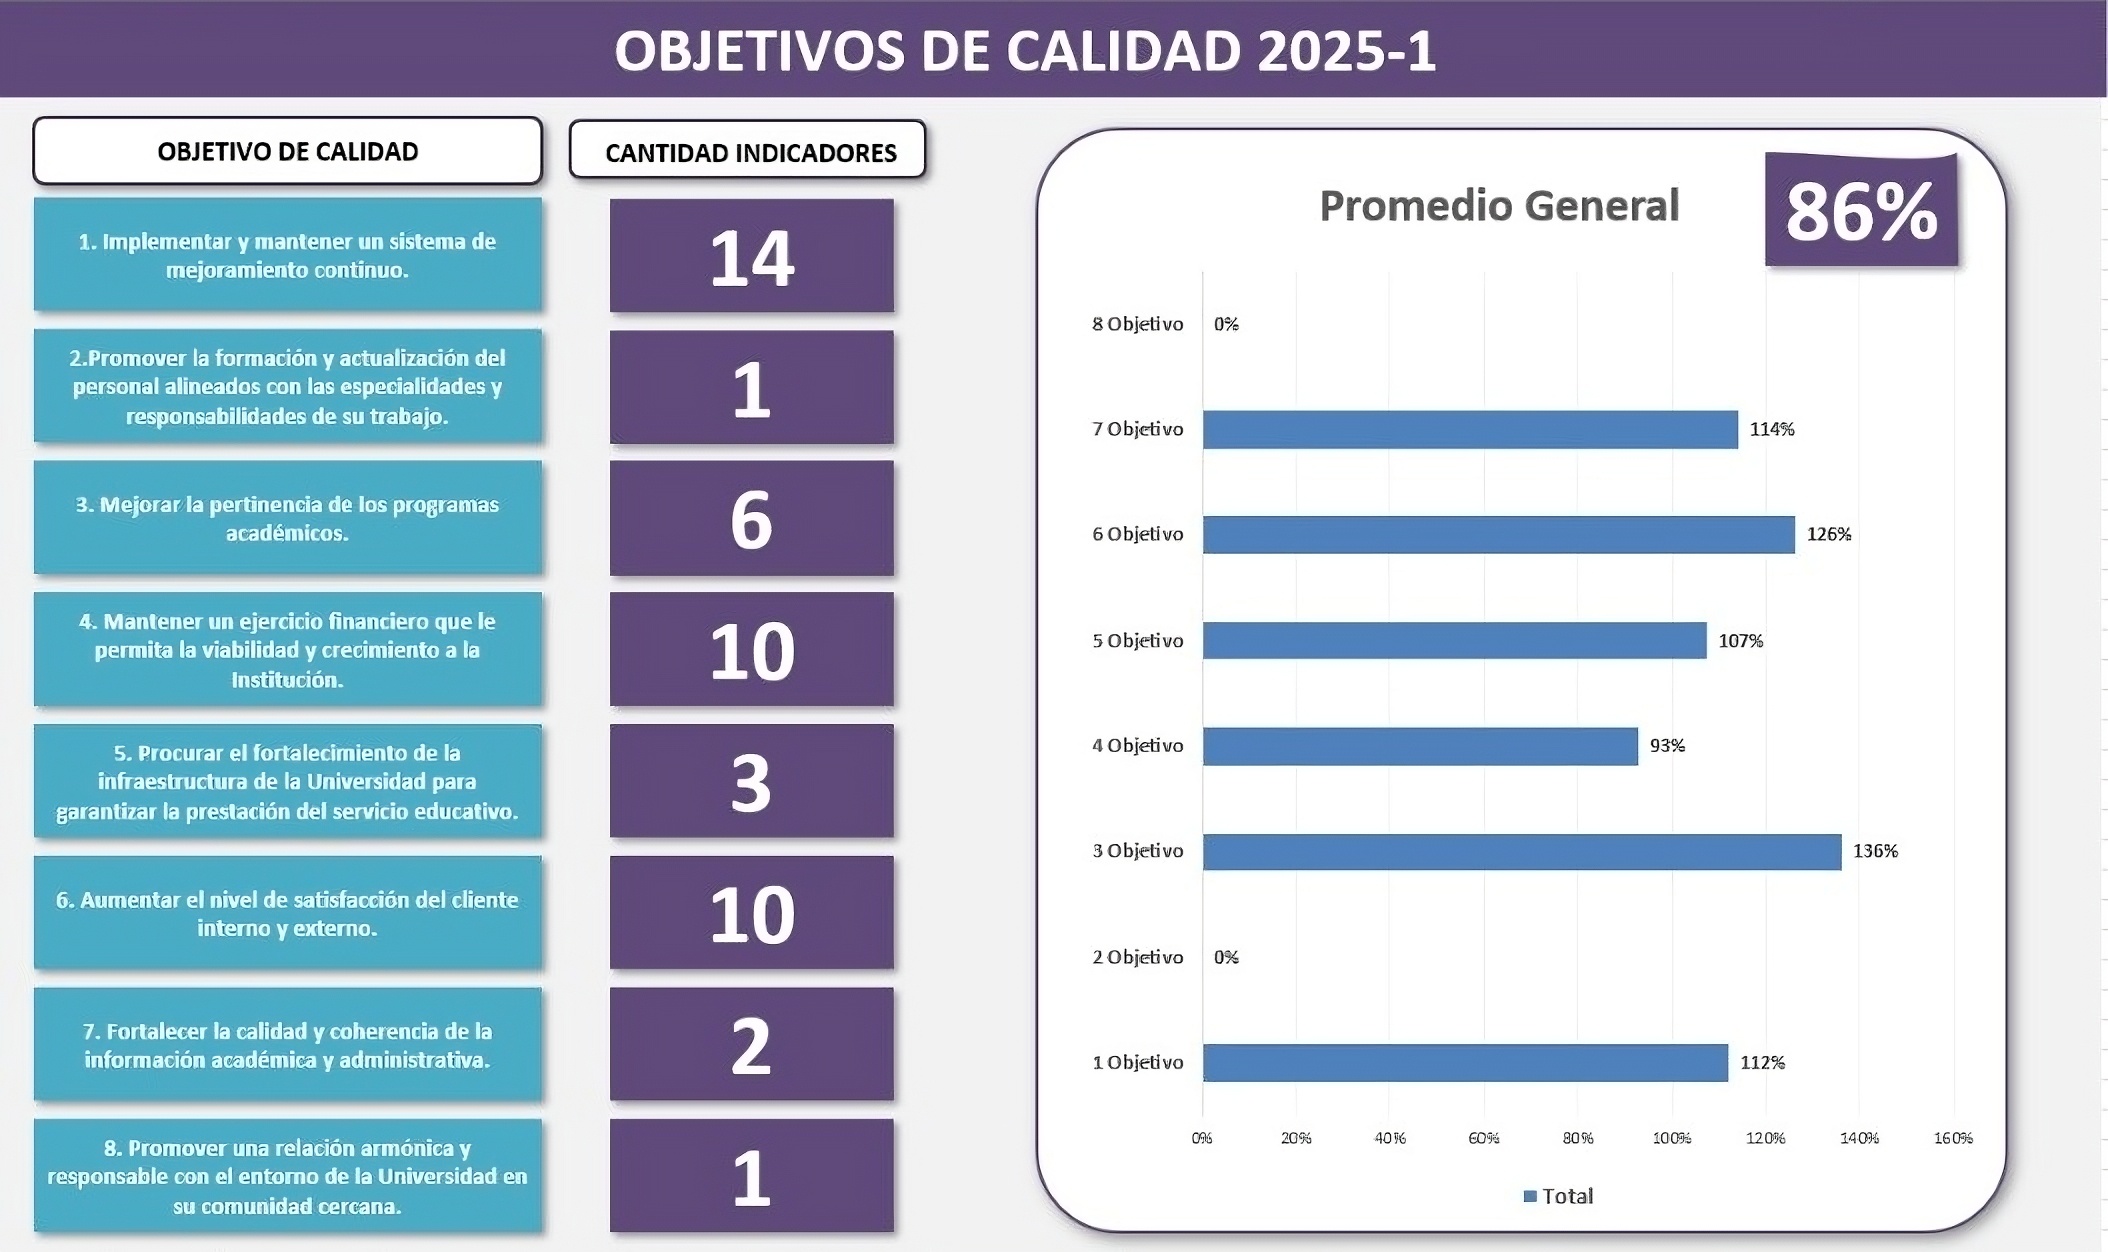 OBJETIVOS DE CALIDAD 2025-1
OBJETIVO DE CALIDAD
CANTIDAD INDICADORES
1. Implementar y mantener un sistema de
mejoramiento continuo.
14
2.Promover la formación y actualización del
personal alineados con las especialidades y
responsabilidades de su trabajo.
1
3. Mejorar la pertinencia de los programas
académicos.
6
4. Mantener un ejercicio financiero que le
permita la viabilidad y crecimiento a la
Institución.
10
5. Procurar el fortalecimiento de la
infraestructura de la Universidad para
garantizar la prestación del servicio educativo.
3
6. Aumentar el nivel de satisfacción del cliente
interno y externo.
10
7. Fortalecer la calidad y coherencia de la
información académica y administrativa.
2
8. Promover una relación armónica y
responsable con el entorno de la Universidad en
su comunidad cercana.
1
Promedio General
86%
8 Objetivo 0%
7 Objetivo 114%
6 Objetivo 126%
5 Objetivo 107%
4 Objetivo 93%
3 Objetivo 136%
2 Objetivo 0%
1 Objetivo 112%
0% 20% 40% 60% 80% 100% 120% 140% 160%
Total